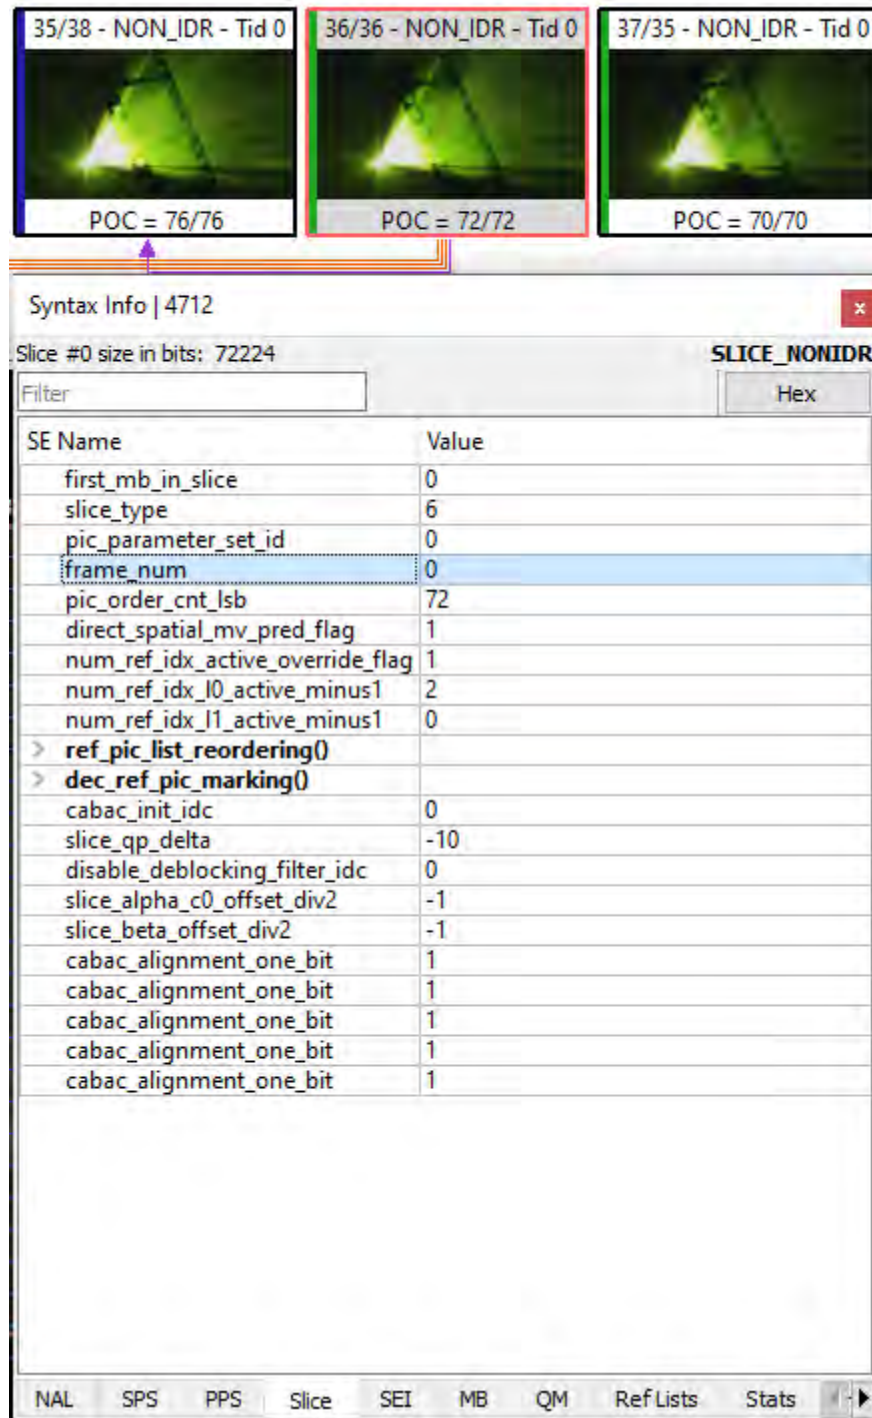 35/38 - NON_IDR - Tid 0 36/36 - NON_IDR - Tid 0 37/35 - NON_IDR - Tid 0
POC = 76/76 POC = 72/72 POC = 70/70
Syntax Info | 4712 x
Slice #0 size in bits: 72224 SLICE_NONIDR
Filter Hex
SE Name Value
first_mb_in_slice 0
slice_type 6
pic_parameter_set_id 0
frame_num 0
pic_order_cnt_lsb 72
direct_spatial_mv_pred_flag 1
num_ref_idx_active_override_flag 1
num_ref_idx_l0_active_minus1 2
num_ref_idx_l1_active_minus1 0
> ref_pic_list_reordering()
> dec_ref_pic_marking()
cabac_init_idc 0
slice_qp_delta -10
disable_deblocking_filter_idc 0
slice_alpha_c0_offset_div2 -1
slice_beta_offset_div2 -1
cabac_alignment_one_bit 1
cabac_alignment_one_bit 1
cabac_alignment_one_bit 1
cabac_alignment_one_bit 1
cabac_alignment_one_bit 1
NAL SPS PPS Slice SEI MB QM Ref Lists Stats